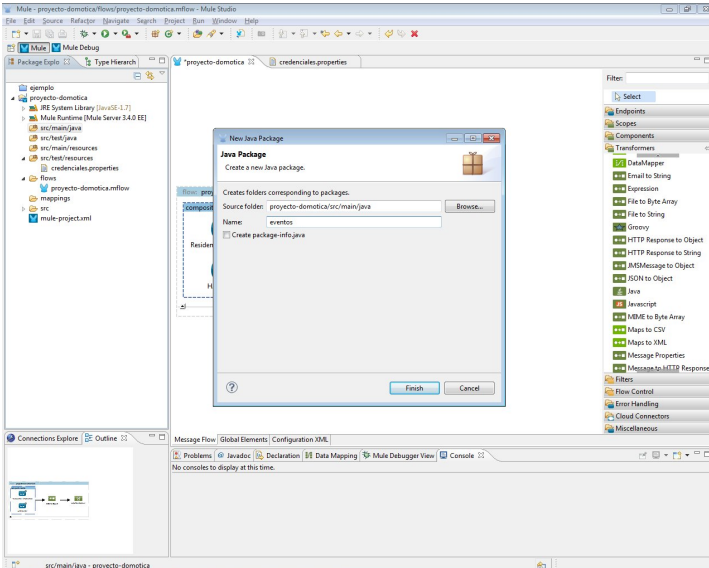 Mule - proyecto-domotica/flows/proyecto-domotica.mflow - Mule Studio
File Edit Source Refactor Navigate Search Project Run Window Help
Mule Mule Debug
Package Explo Type Hierarch
*proyecto-domotica credenciales.properties
ejemplo
proyecto-domotica
JRE System Library [JavaSE-1.7]
Mule Runtime [Mule Server 3.4.0 EE]
src/main/java
src/test/java
src/main/resources
src/test/resources
credenciales.properties
flows
proyecto-domotica.mflow
mappings
src
mule-project.xml
New Java Package
Java Package
Create a new Java package.
Creates folders corresponding to packages.
Source folder: proyecto-domotica/src/main/java Browse...
Name: eventos
Create package-info.java
Finish Cancel
Filter:
Select
Endpoints
Scopes
Components
Transformers
DataMapper
Email to String
Expression
File to Byte Array
File to String
Groovy
HTTP Response to Object
HTTP Response to String
JMSMessage to Object
JSON to Object
Java
Javascript
MIME to Byte Array
Maps to CSV
Maps to XML
Message Properties
Message to HTTP Response
Filters
Flow Control
Error Handling
Cloud Connectors
Miscellaneous
Connections Explore Outline
Message Flow Global Elements Configuration XML
Problems Javadoc Declaration Data Mapping Mule Debugger View Console
No consoles to display at this time.
src/main/java - proyecto-domotica